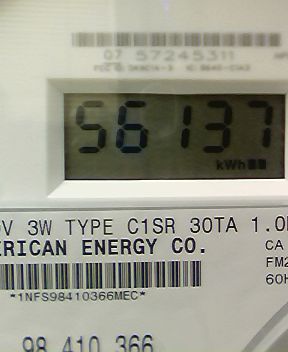 07 57245311
56137
kWh
V 3W TYPE C1SR 30TA 1.0
RICAN ENERGY CO.
CA
FM2
60H
*1NFS98410366MEC*
98 410 366